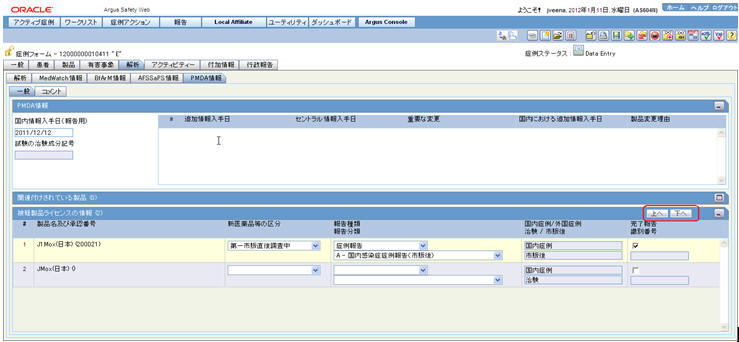 ORACLE
Argus Safety Web
ようこそ! jveena, 2012年1月11日, 水曜日 (AS604N)
ホーム - ヘルプ ログアウト
アクティブ症例 ワークリスト 症例アクション 報告 Local Affiliate ユーティリティ ダッシュボード Argus Console
症例フォーム - 12000000010411 "E"
症例ステータス: Data Entry
一般 患者 製品 有害事象 解析 アクティビティー 付加情報 行政報告
解析 MedWatch情報 BfArM情報 AFSSaPS情報 PMDA情報
一般 コメント
PMDA情報
国内情報入手日(報告用)
2011/12/12
試験の治験成分記号
# 追加情報入手日 セントラル情報入手日 重要な変更 国内における追加情報入手日 製品変更理由
関連付けされている製品 (0)
被疑製品ライセンスの情報 (2)
上へ 下へ
# 製品名及び承認番号 新医薬品等の区分 報告種類 国内症例/外国症例 完了報告
報告分類 治験 / 市販後 識別番号
1 J1Mox(日本) (200021) 第一市販直後調査中 症例報告 国内症例
A - 国内感染症症例報告(市販後) 市販後
2 JMox(日本) () 国内症例
治験